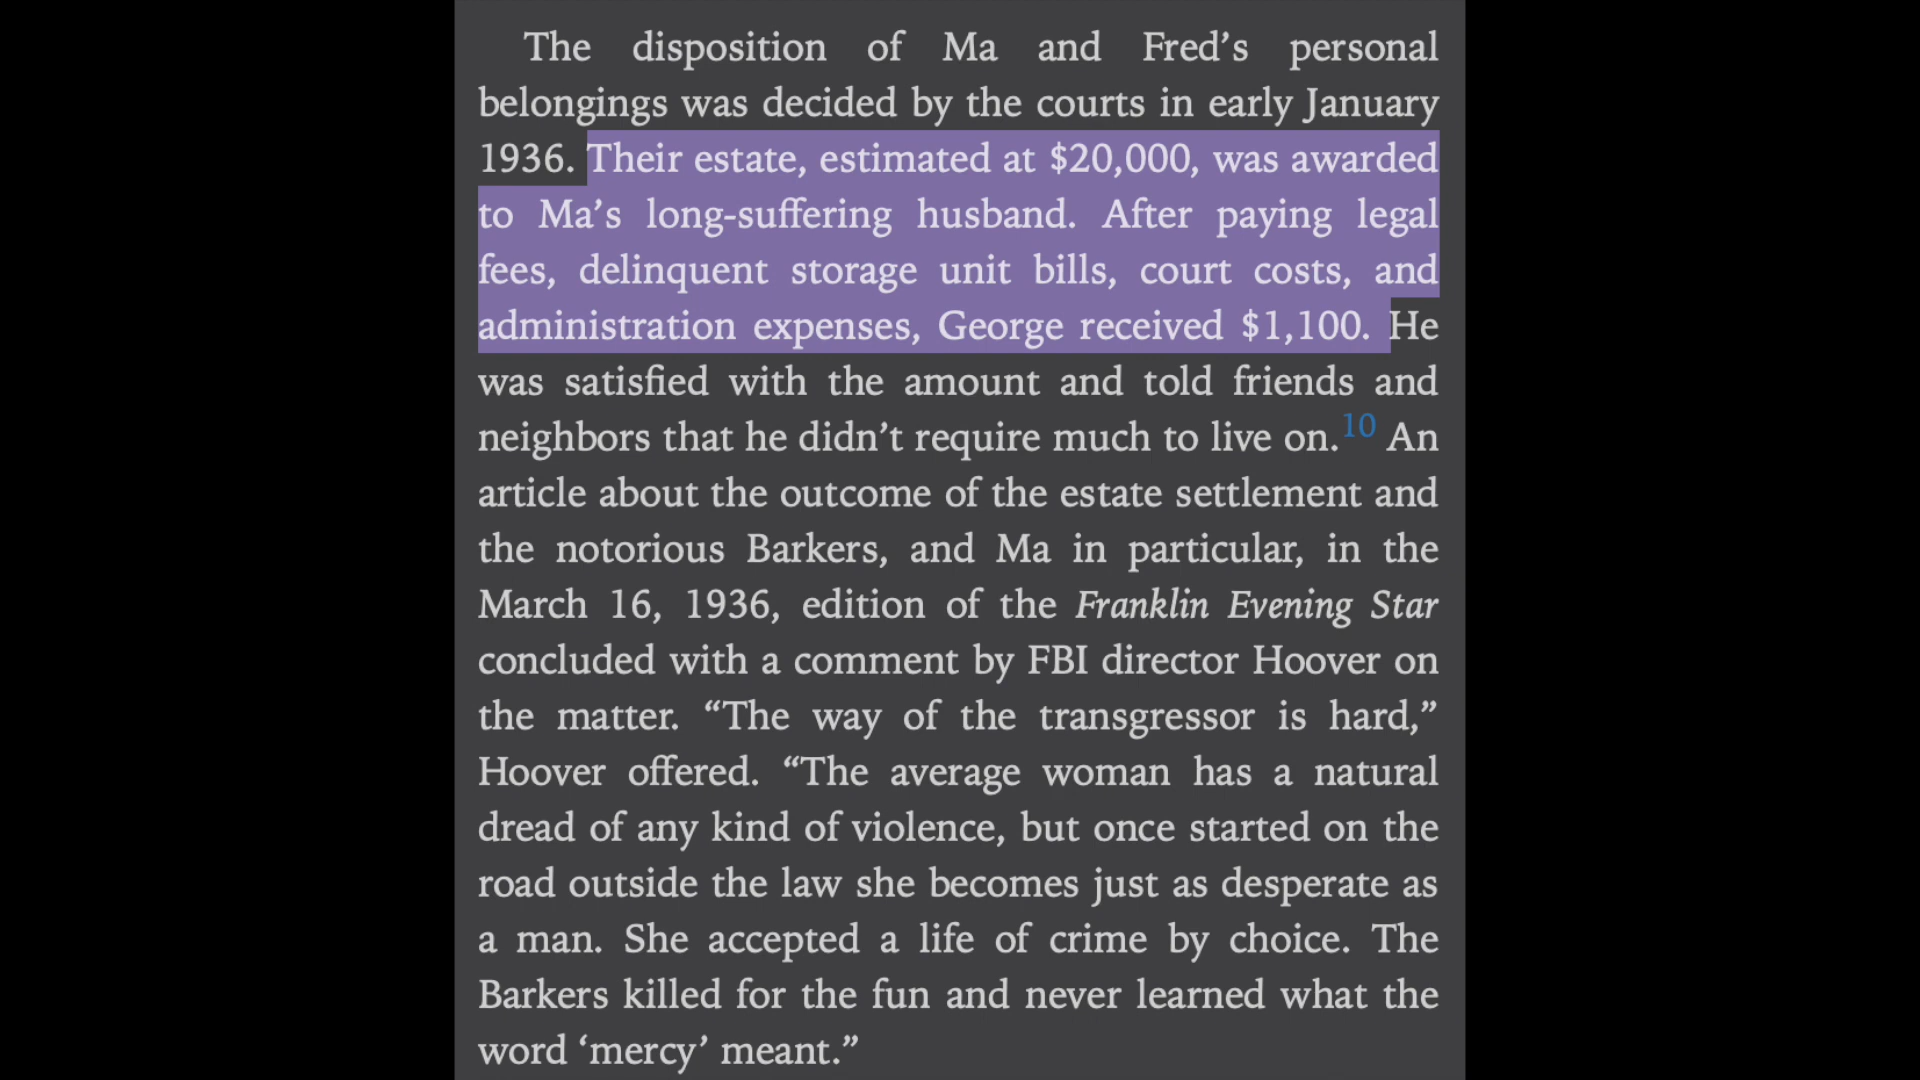 The disposition of Ma and Fred’s personal
belongings was decided by the courts in early January
1936. Their estate, estimated at $20,000, was awarded
to Ma’s long-suffering husband. After paying legal
fees, delinquent storage unit bills, court costs, and
administration expenses, George received $1,100. He
was satisfied with the amount and told friends and
neighbors that he didn’t require much to live on.10 An
article about the outcome of the estate settlement and
the notorious Barkers, and Ma in particular, in the
March 16, 1936, edition of the Franklin Evening Star
concluded with a comment by FBI director Hoover on
the matter. “The way of the transgressor is hard,”
Hoover offered. “The average woman has a natural
dread of any kind of violence, but once started on the
road outside the law she becomes just as desperate as
a man. She accepted a life of crime by choice. The
Barkers killed for the fun and never learned what the
word ‘mercy’ meant.”